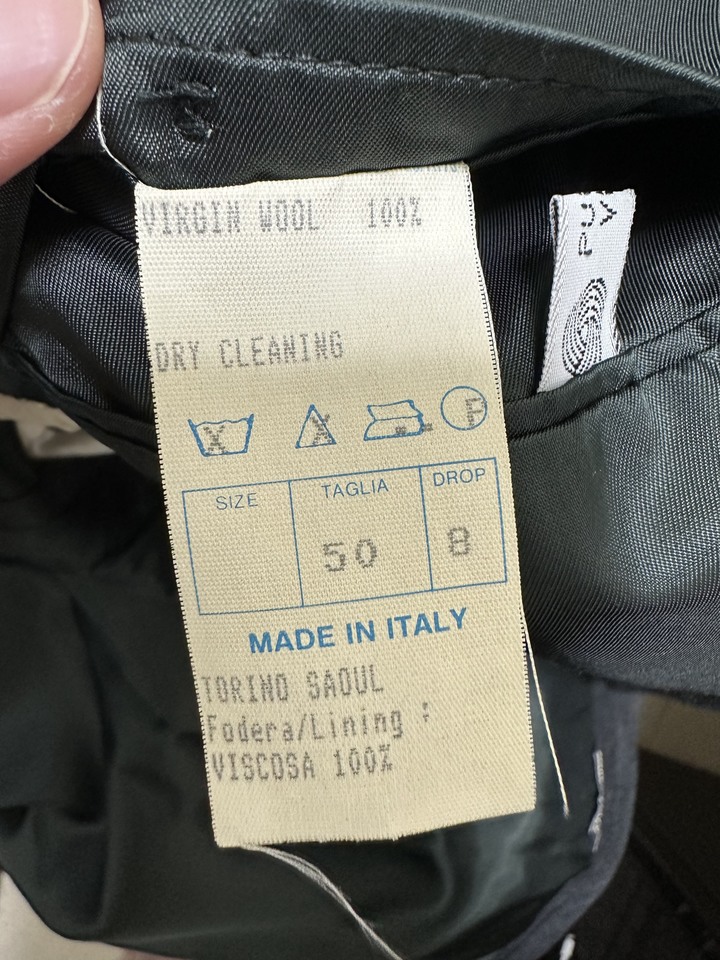 VIRGIN WOOL 100%
DRY CLEANING
X X P
SIZE TAGLIA DROP
50 8
MADE IN ITALY
TORINO SAOUL
Fodera/Lining :
VISCOSA 100%
PU